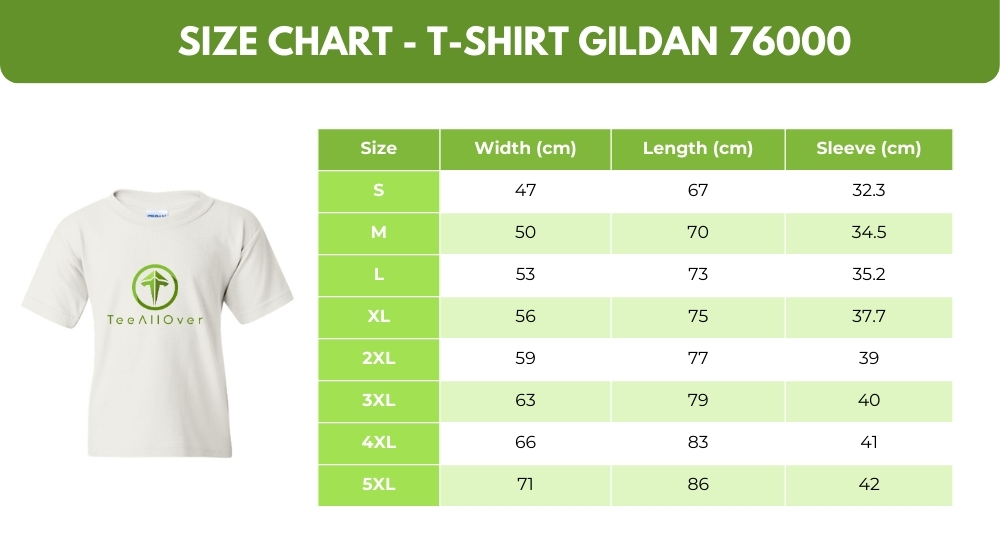 SIZE CHART - T-SHIRT GILDAN 76000
Size Width (cm) Length (cm) Sleeve (cm)
S 47 67 32.3
M 50 70 34.5
L 53 73 35.2
XL 56 75 37.7
2XL 59 77 39
3XL 63 79 40
4XL 66 83 41
5XL 71 86 42
TeeAllOver